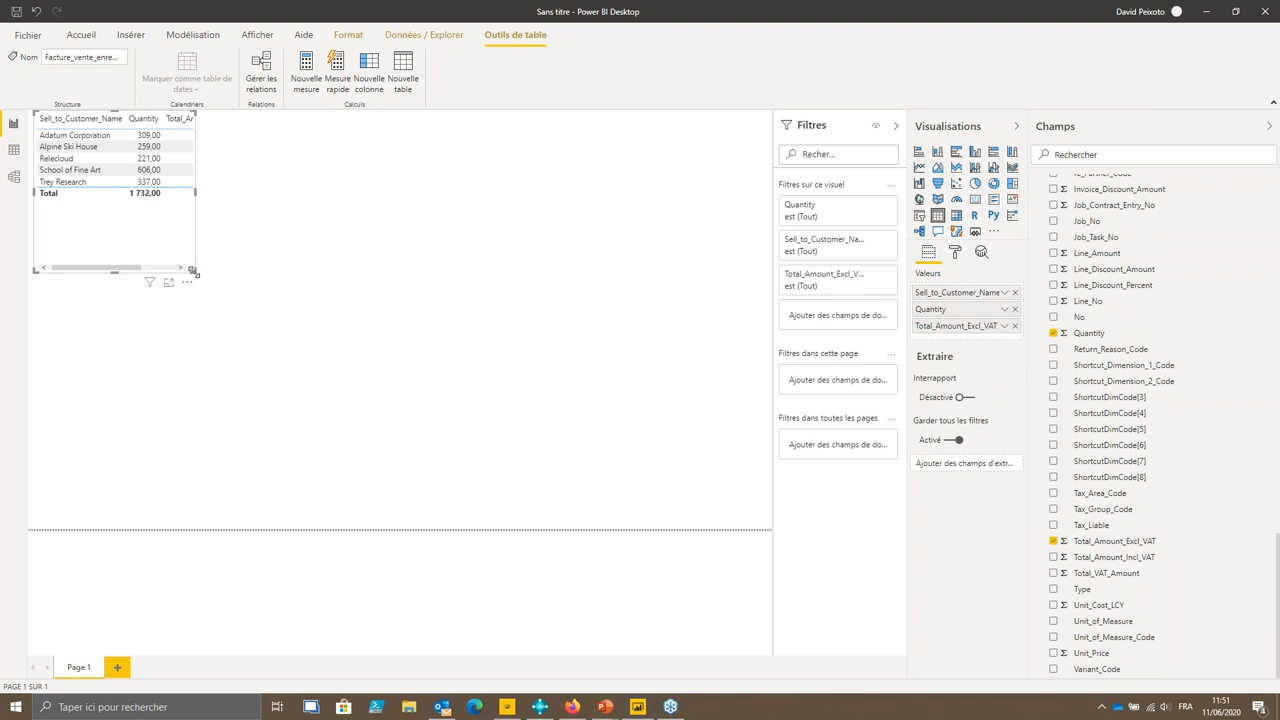 Sans titre - Power BI Desktop
David Peixoto
Fichier
Accueil
Insérer
Modélisation
Afficher
Aide
Format
Données / Explorer
Outils de table
Nom
Facture_vente_enre...
Marquer comme table de
dates
Gérer les
relations
Nouvelle
mesure
Mesure
rapide
Nouvelle
colonne
Nouvelle
table
Structure
Calendriers
Relations
Calculs
Sell_to_Customer_Name Quantity Total_Ar
Adatum Corporation 309,00
Alpine Ski House 259,00
Relecloud 221,00
School of Fine Art 606,00
Trey Research 337,00
Total 1 732,00
Filtres
Recher...
Filtres sur ce visuel
Quantity
est (Tout)
Sell_to_Customer_Na...
est (Tout)
Total_Amount_Excl_V...
est (Tout)
Ajouter des champs de do...
Filtres dans cette page
Ajouter des champs de do...
Filtres dans toutes les pages
Ajouter des champs de do...
Visualisations
R
Py
Valeurs
Sell_to_Customer_Name
Quantity
Total_Amount_Excl_VAT
Extraire
Interrapport
Désactivé
Garder tous les filtres
Activé
Ajouter des champs d'extr...
Champs
Rechercher
Invoice_Discount_Amount
Job_Contract_Entry_No
Job_No
Job_Task_No
Line_Amount
Line_Discount_Amount
Line_Discount_Percent
Line_No
No
Quantity
Return_Reason_Code
Shortcut_Dimension_1_Code
Shortcut_Dimension_2_Code
ShortcutDimCode[3]
ShortcutDimCode[4]
ShortcutDimCode[5]
ShortcutDimCode[6]
ShortcutDimCode[7]
ShortcutDimCode[8]
Tax_Area_Code
Tax_Group_Code
Tax_Liable
Total_Amount_Excl_VAT
Total_Amount_Incl_VAT
Total_VAT_Amount
Type
Unit_Cost_LCY
Unit_of_Measure
Unit_of_Measure_Code
Unit_Price
Variant_Code
Page 1
PAGE 1 SUR 1
Taper ici pour rechercher
FRA
11:51
11/06/2020